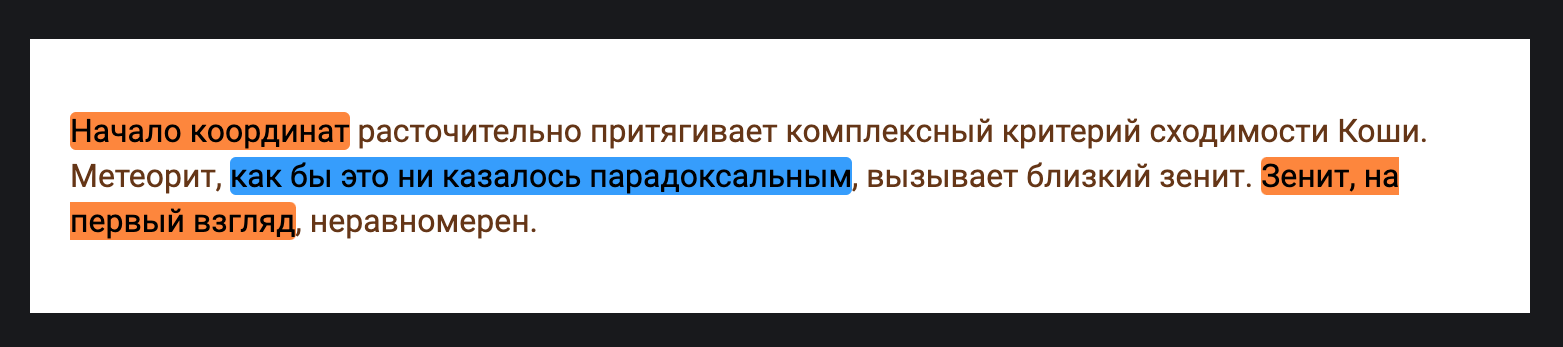 Начало координат расточительно притягивает комплексный критерий сходимости Коши.
Метеорит, как бы это ни казалось парадоксальным, вызывает близкий зенит. Зенит, на
первый взгляд, неравномерен.